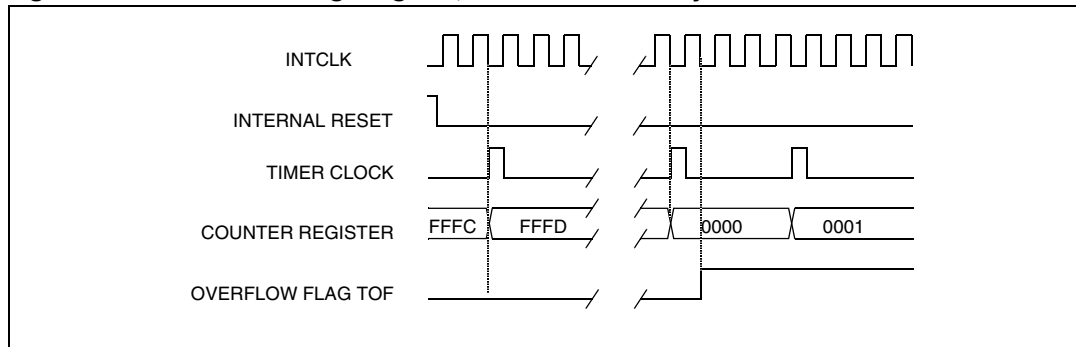 INTCLK
INTERNAL RESET
TIMER CLOCK
COUNTER REGISTER FFFC FFFD 0000 0001
OVERFLOW FLAG TOF